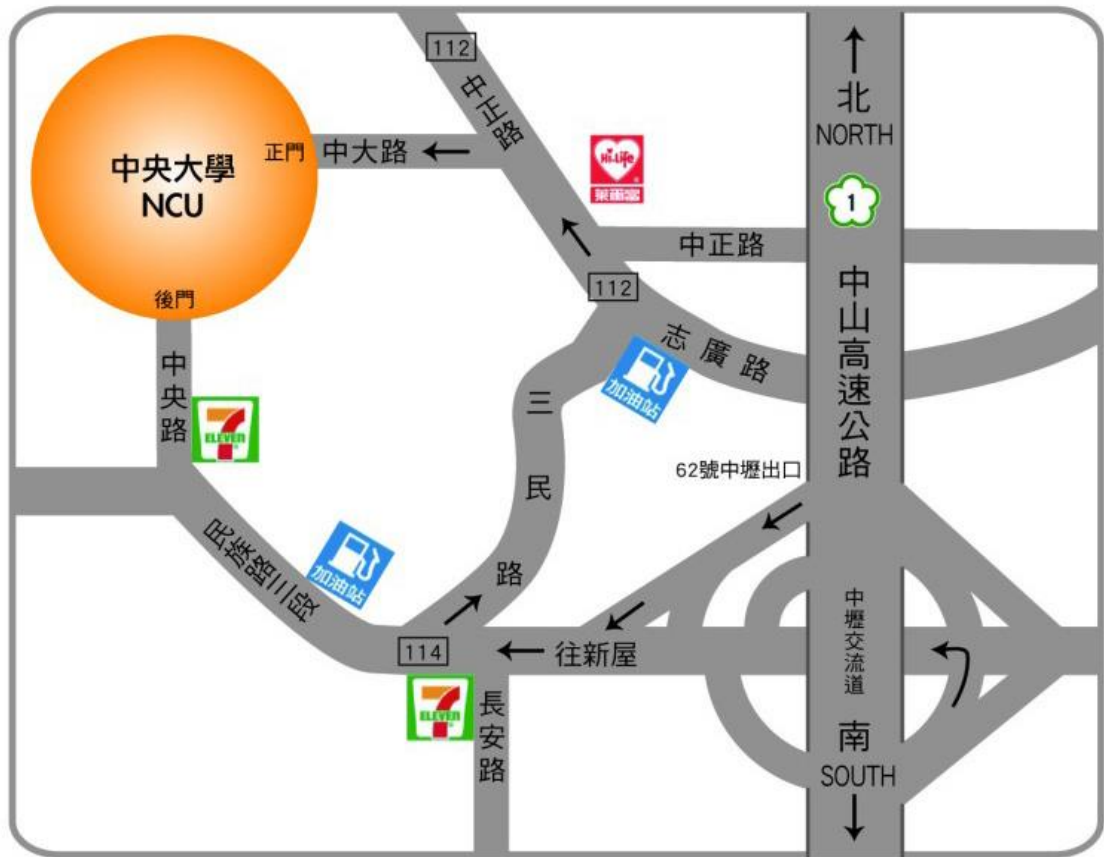 112
中正路
北
NORTH
1
正門
中大路
中央大學
NCU
Hi-Life
萊爾富
中正路
後門
112
志廣路
中山高速公路
加油站
中央路
7
ELEVEN
三民路
62號中壢出口
民族路三段
加油站
中壢交流道
114
往新屋
7
ELEVEN
長安路
南
SOUTH